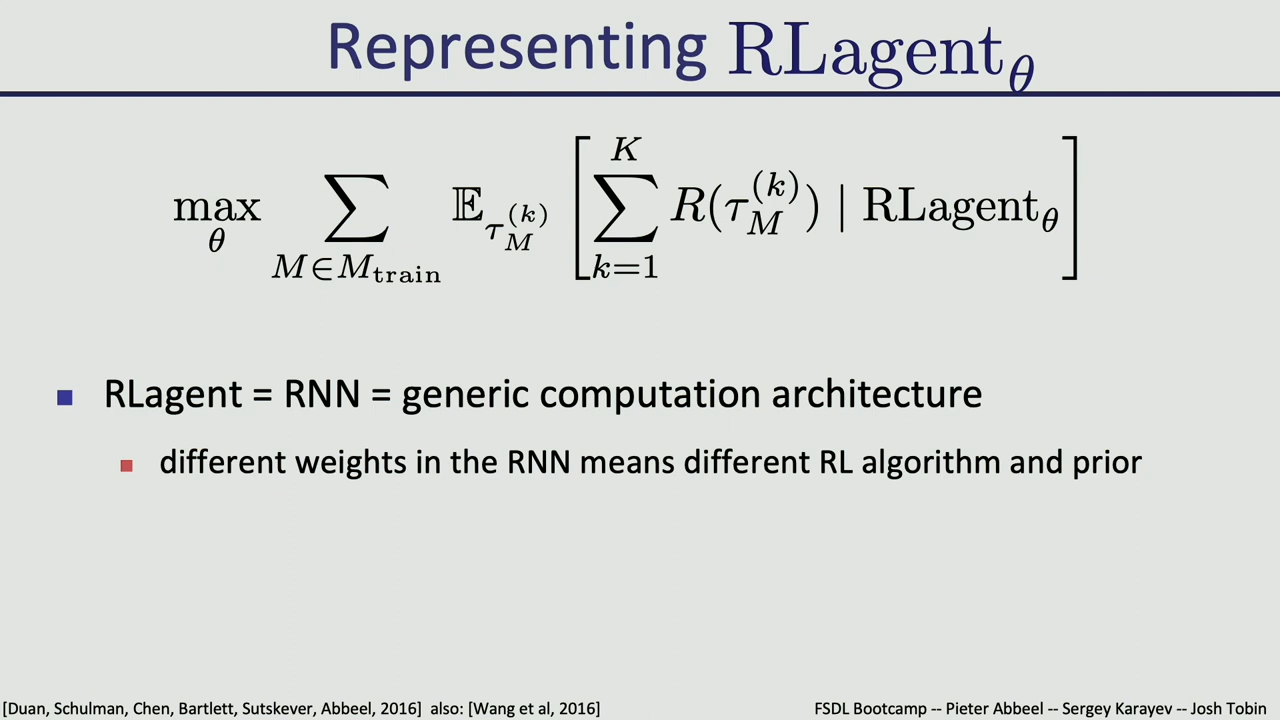 Representing RLagent_θ
max_θ ∑_{M∈M_train} 𝔼_{τ_M^{(k)}} [ ∑_{k=1}^{K} R(τ_M^{(k)}) | RLagent_θ ]
RLagent = RNN = generic computation architecture
different weights in the RNN means different RL algorithm and prior
[Duan, Schulman, Chen, Bartlett, Sutskever, Abbeel, 2016] also: [Wang et al, 2016]
FSDL Bootcamp -- Pieter Abbeel -- Sergey Karayev -- Josh Tobin